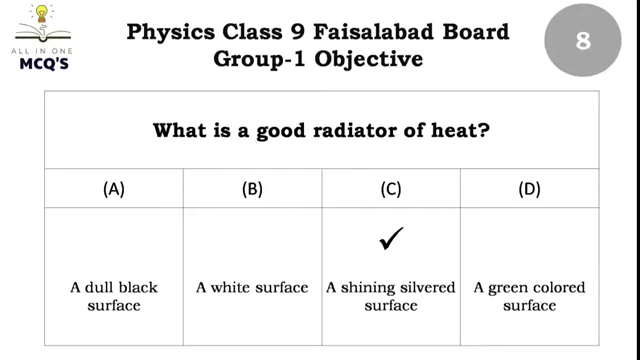 ALL IN ONE
MCQ'S
Physics Class 9 Faisalabad Board
Group-1 Objective
8
What is a good radiator of heat?
(A) (B) (C) (D)
✓
A dull black A white surface A shining silvered A green colored
surface surface surface